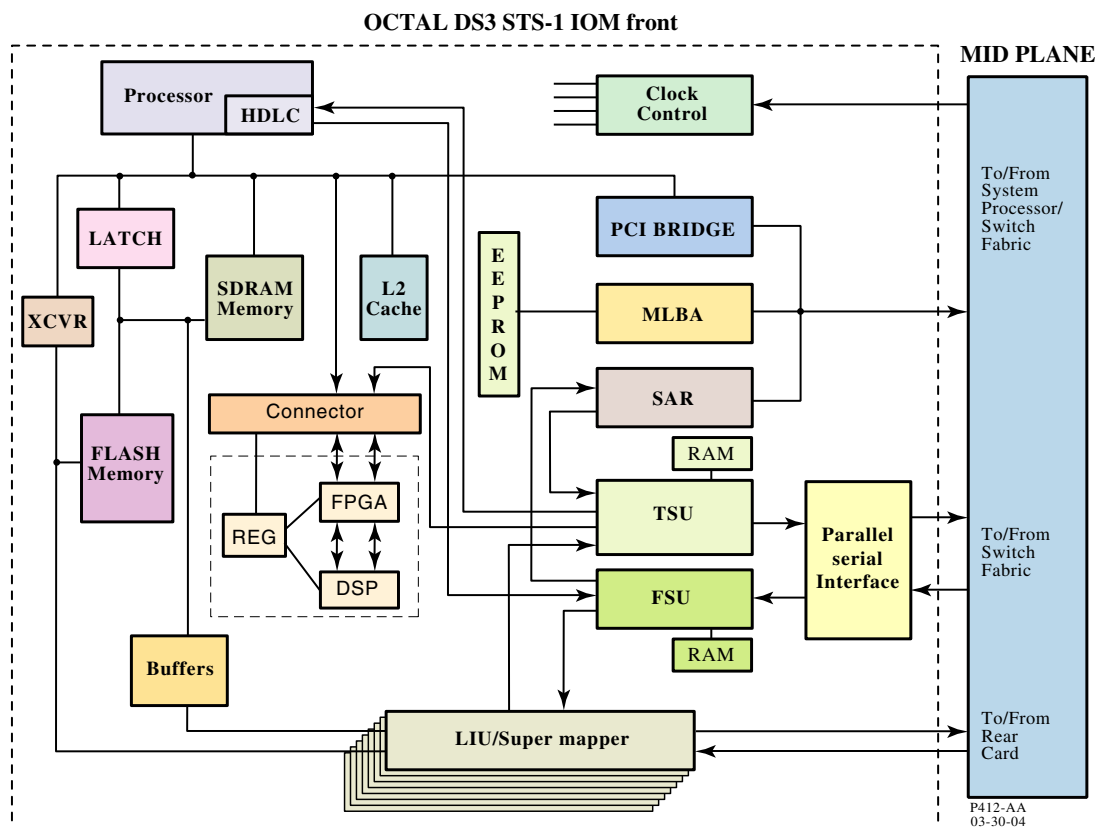 OCTAL DS3 STS-1 IOM front
MID PLANE
Processor
HDLC
Clock
Control
To/From
System
Processor/
Switch
Fabric
LATCH
PCI BRIDGE
EEPROM
SDRAM
Memory
L2
Cache
XCVR
MLBA
SAR
Connector
FLASH
Memory
RAM
FPGA
TSU
REG
Parallel
serial
Interface
To/From
Switch
Fabric
DSP
FSU
RAM
Buffers
LIU/Super mapper
To/From
Rear
Card
P412-AA
03-30-04